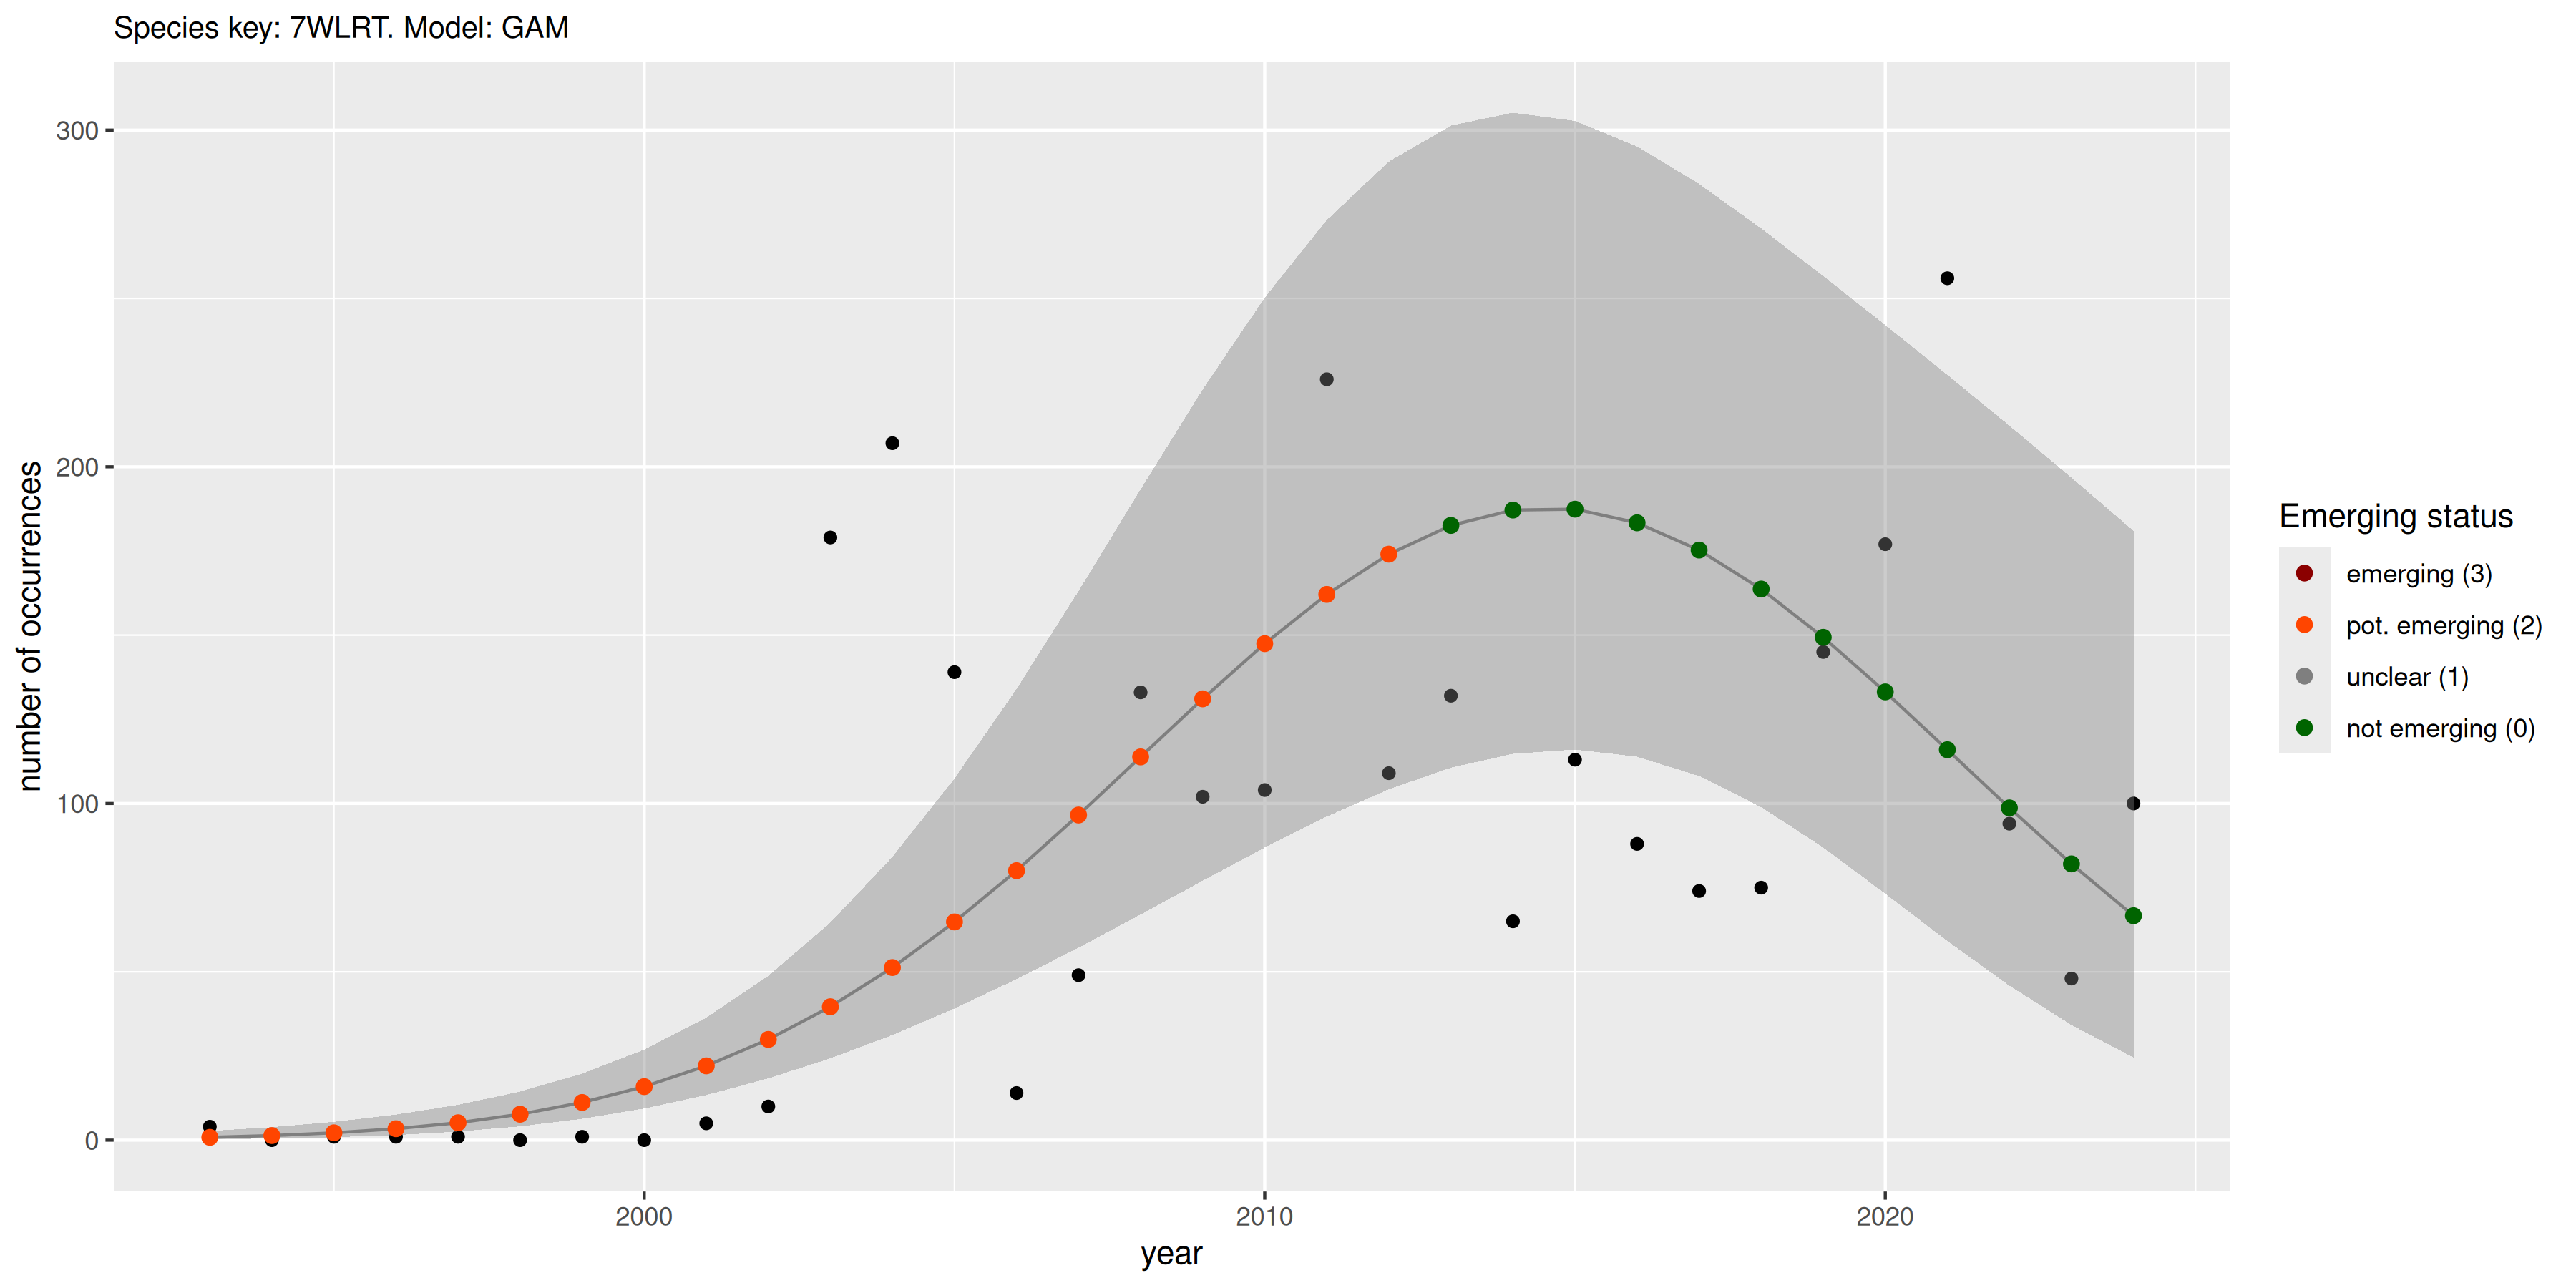 Species key: 7WLRT. Model: GAM
300
200
100
0
number of occurrences
2000
2010
2020
year
Emerging status
emerging (3)
pot. emerging (2)
unclear (1)
not emerging (0)